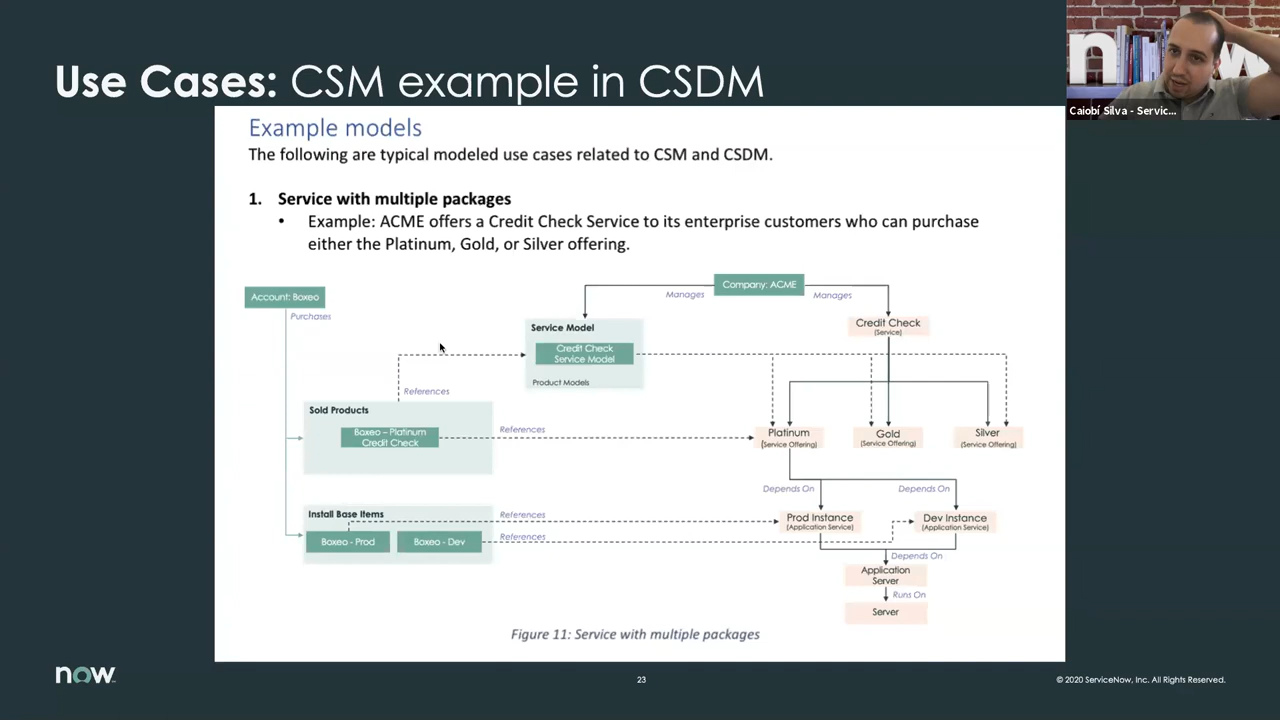 Use Cases: CSM example in CSDM
Caiobí Silva - Servic...
Example models
The following are typical modeled use cases related to CSM and CSDM.
1. Service with multiple packages
• Example: ACME offers a Credit Check Service to its enterprise customers who can purchase
either the Platinum, Gold, or Silver offering.
Account: Boxeo
Purchases
Company: ACME
Manages
Manages
Service Model
Credit Check
Service Model
Product Models
Credit Check
(Service)
References
Sold Products
Boxeo – Platinum
Credit Check
References
Platinum
(Service Offering)
Gold
(Service Offering)
Silver
(Service Offering)
Depends On
Depends On
Install Base Items
Boxeo - Prod
Boxeo - Dev
References
References
Prod Instance
(Application Service)
Dev Instance
(Application Service)
Depends On
Application
Server
Runs On
Server
Figure 11: Service with multiple packages
now
23
© 2020 ServiceNow, Inc. All Rights Reserved.